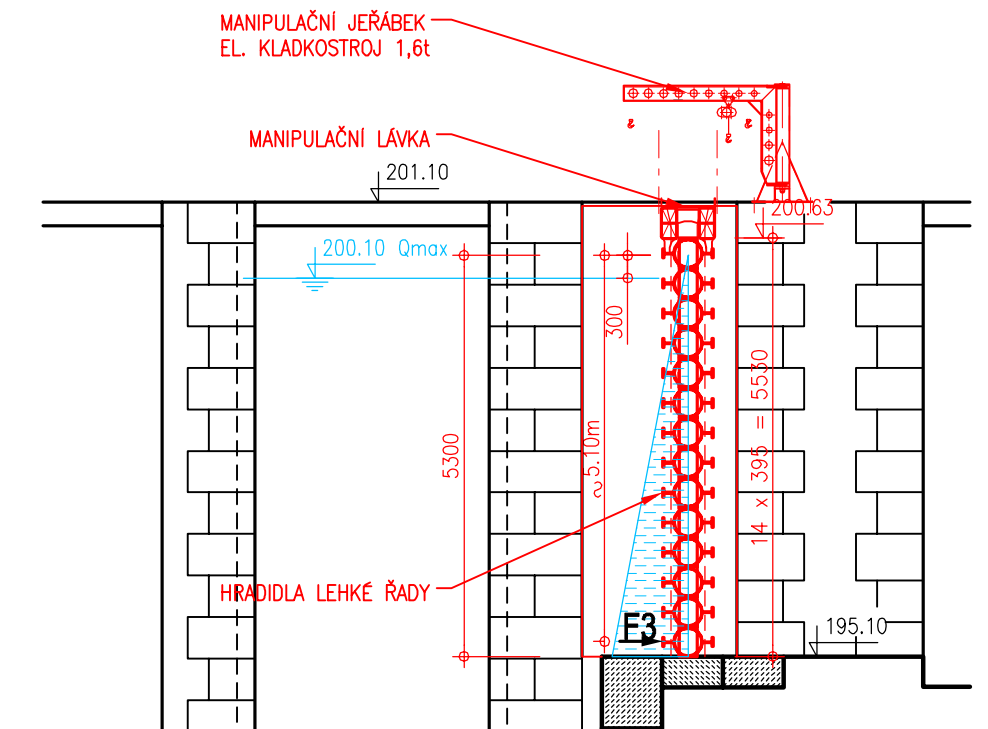 MANIPULAČNÍ JEŘÁBEK
EL. KLADKOSTROJ 1,6t
MANIPULAČNÍ LÁVKA
201.10
200.63
200.10 Qmax
300
5300
~5.10m
14 x 395 = 5530
HRADIDLA LEHKÉ ŘADY
F3
195.10